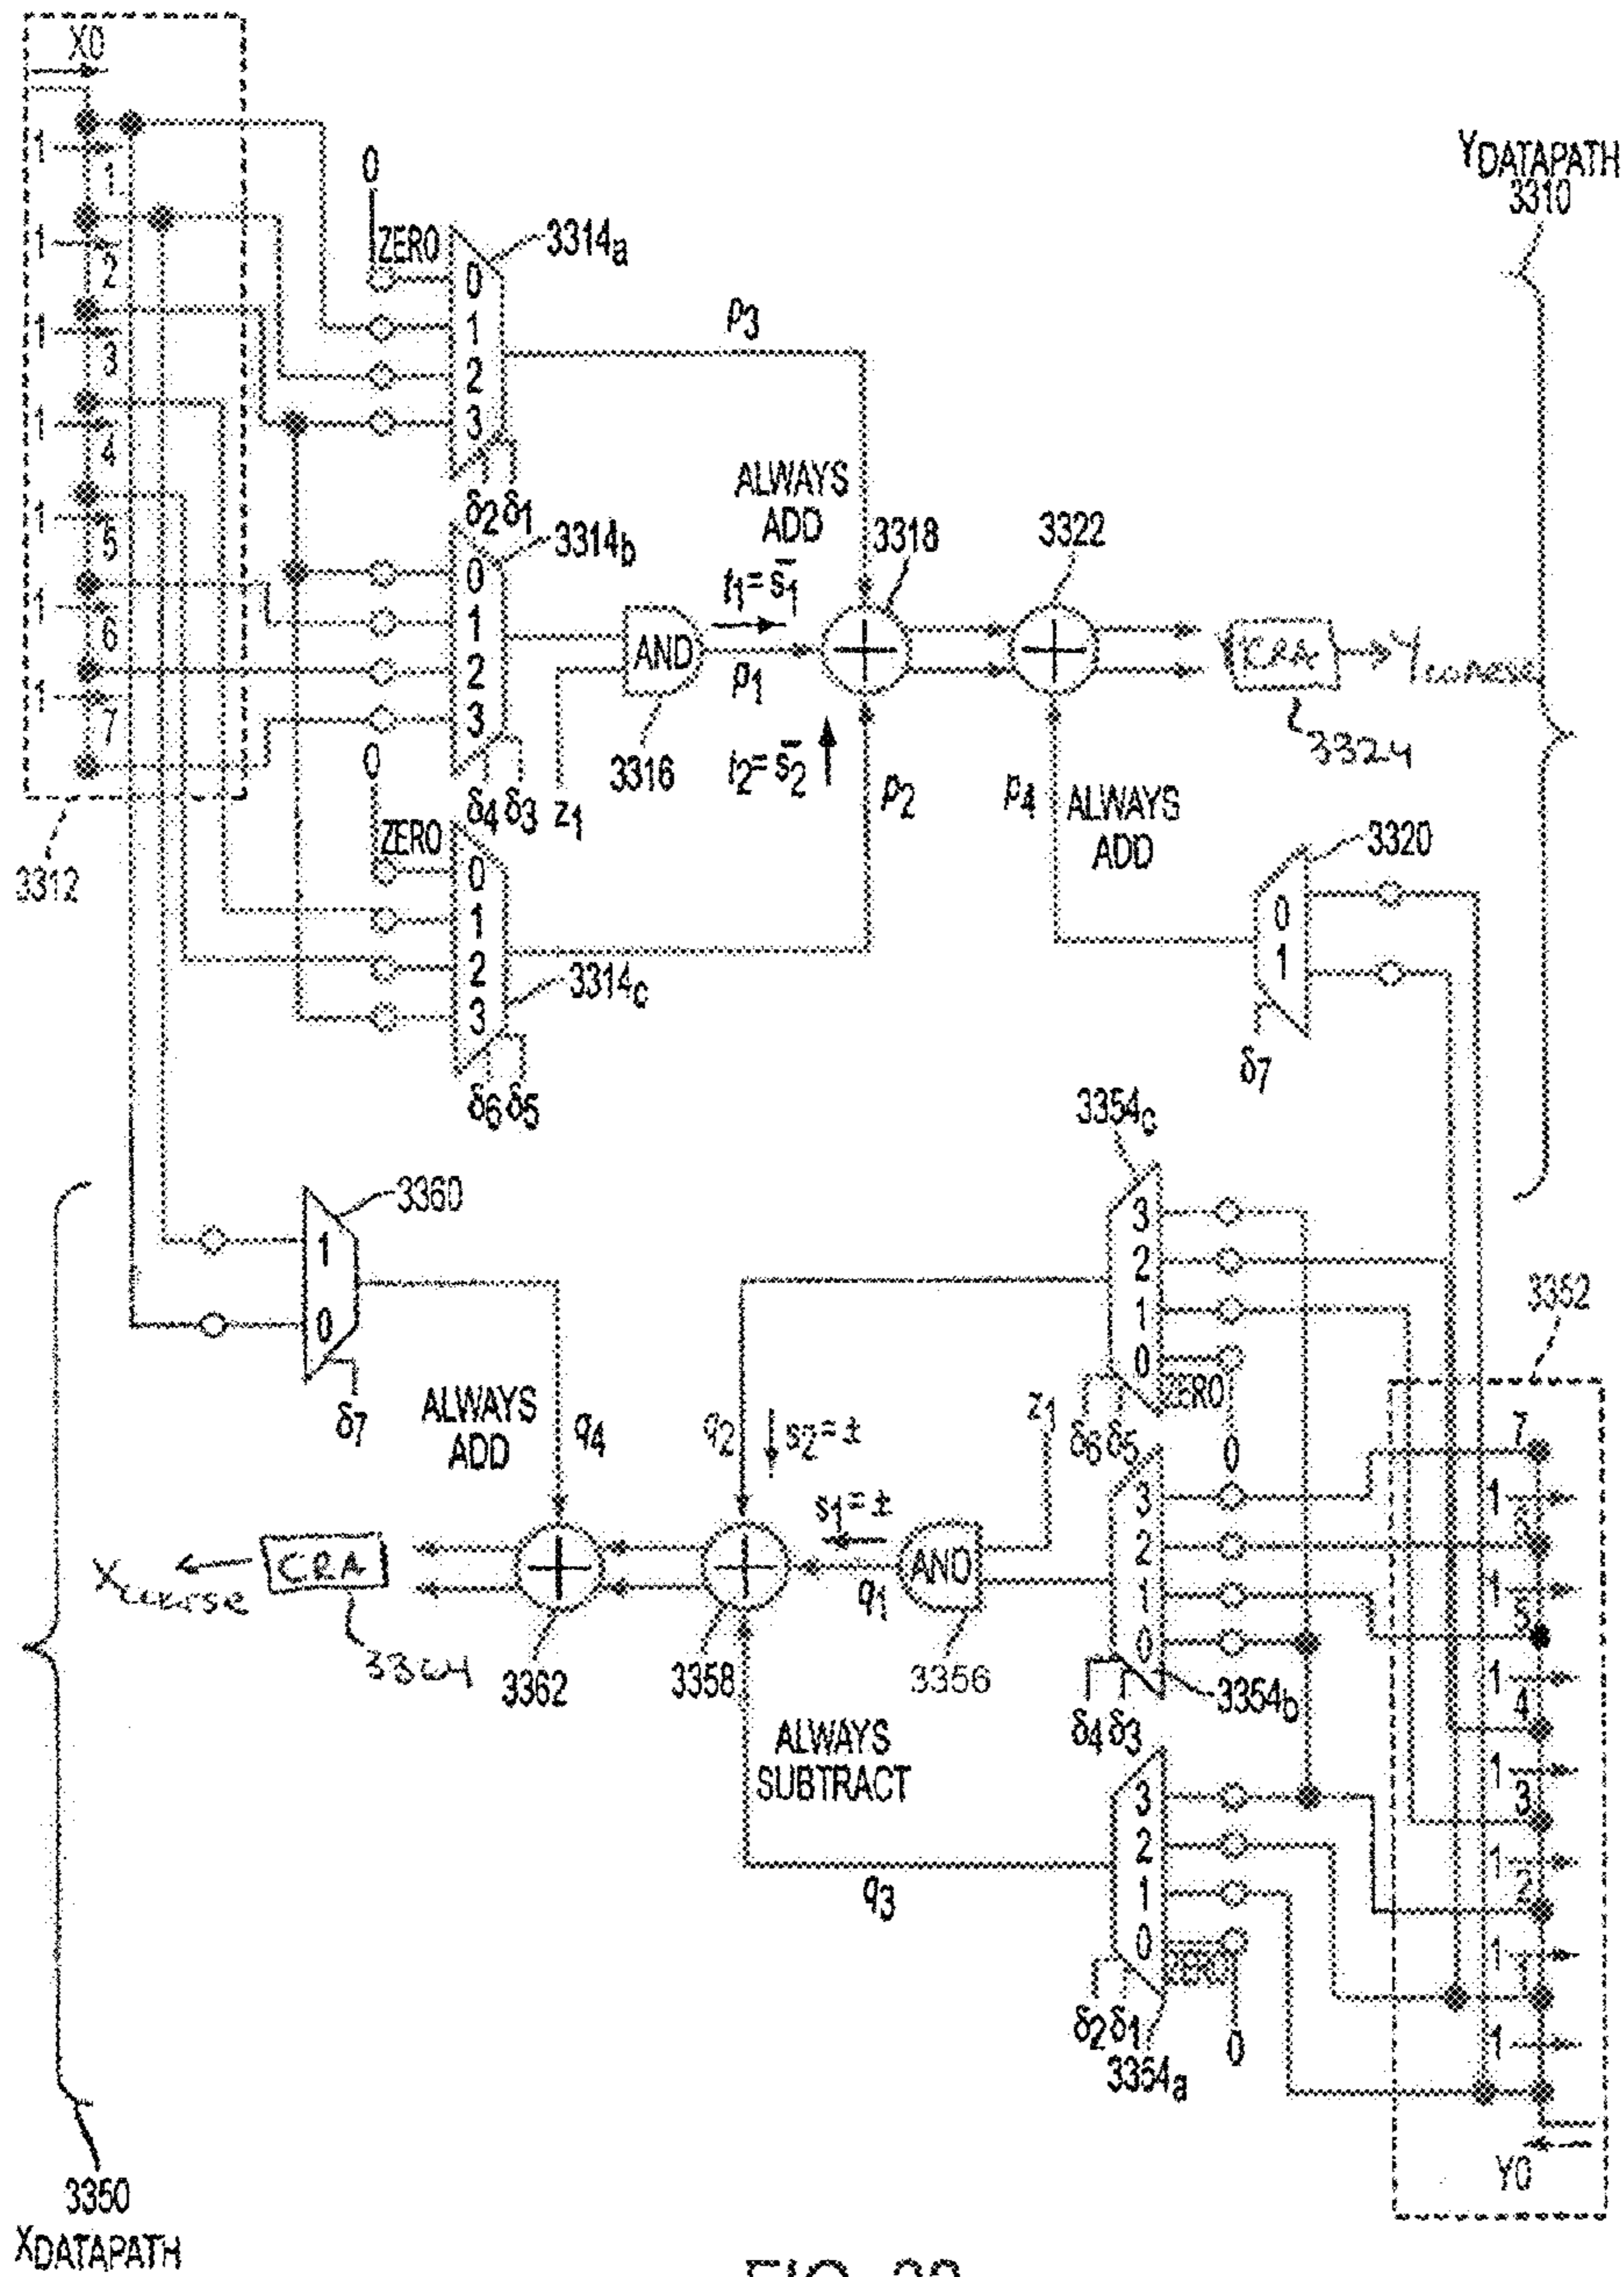 X0
1
1
1
2
1
3
1
4
1
5
1
6
1
7
3312
0
ZERO
0
1
2
3
3314a
δ2 δ1
0
1
2
3
3314b
δ4 δ3
z1
0
ZERO
0
1
2
3
3314c
δ6 δ5
AND
3316
t1 = s̄1
p1
p3
ALWAYS
ADD
3318
t2 = s̄2
p2
3322
p4
ALWAYS
ADD
CRA
3324
YDATAPATH
3310
0
1
3320
δ7
3360
1
0
δ7
ALWAYS
ADD
q4
q2
s2 = ±
s1 = ±
q1
AND
3356
z1
3354c
3
2
1
0
ZERO
0
δ6 δ5
3
2
1
0
3354b
δ4 δ3
3
2
1
0
0
δ2 δ1
3354a
3352
7
1
1
5
1
4
1
3
1
2
1
1
1
Y0
Xcoarse
CRA
3362
3358
ALWAYS
SUBTRACT
q3
3350
XDATAPATH